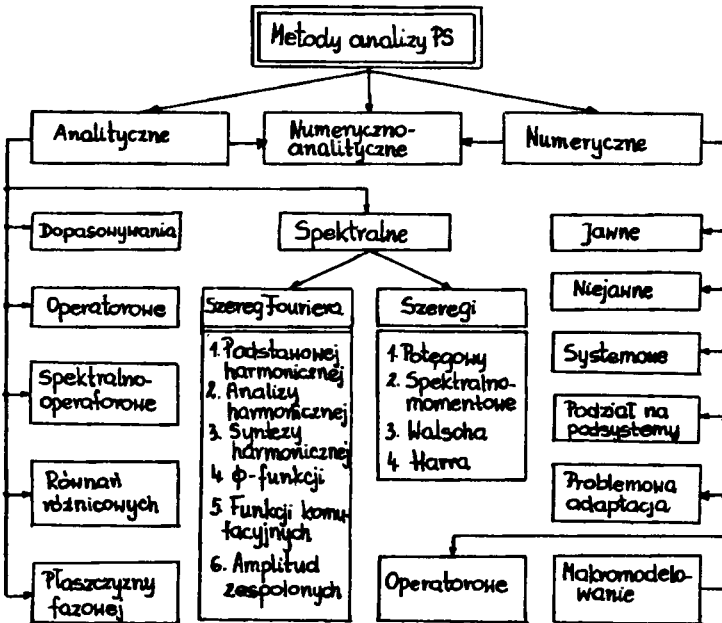 Metody analizy PS
Analityczne
Numeryczno-
analityczne
Numeryczne
Dopasowywania
Spektralne
Jawne
Operatorowe
Szereg Fouriera
Szeregi
Niejawne
Spektralno-
operatorowe
1. Podstawowej
harmonicznej
2. Analizy
harmonicznej
3. Syntezy
harmonicznej
4 φ-funkcji
5. Funkcji komu-
tacyjnych
6. Amplitud
zespolonych
1. Potęgowy
2. Spektralno-
momentowe
3. Walscha
4 Harra
Systemowe
Podział na
podsystemy
Równań
różnicowych
Problemowa
adaptacja
Płaszczyzny
fazowej
Operatorowe
Makromodelo-
wanie